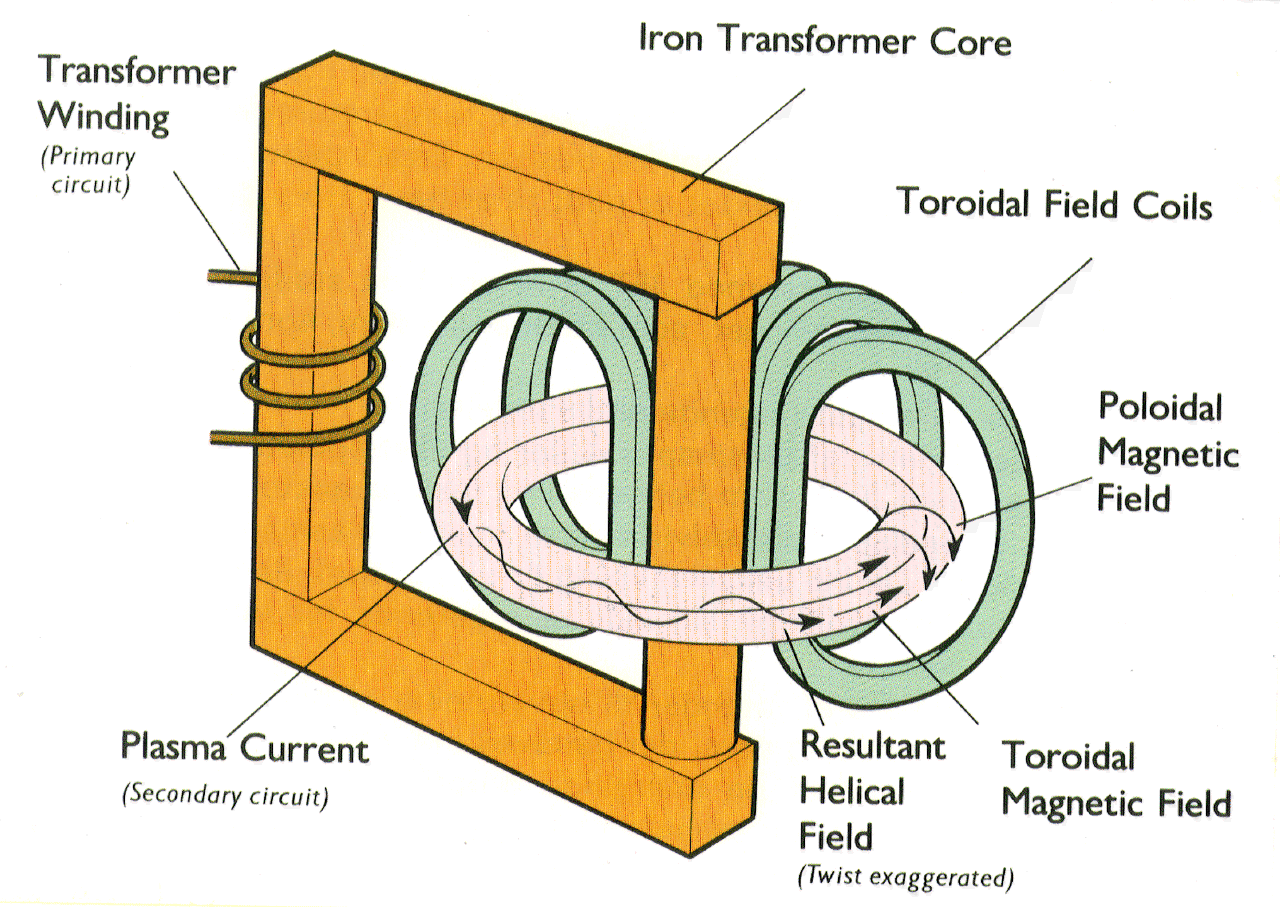 Iron Transformer Core
Transformer
Winding
(Primary
circuit)
Toroidal Field Coils
Poloidal
Magnetic
Field
Plasma Current
(Secondary circuit)
Resultant
Helical
Field
(Twist exaggerated)
Toroidal
Magnetic Field